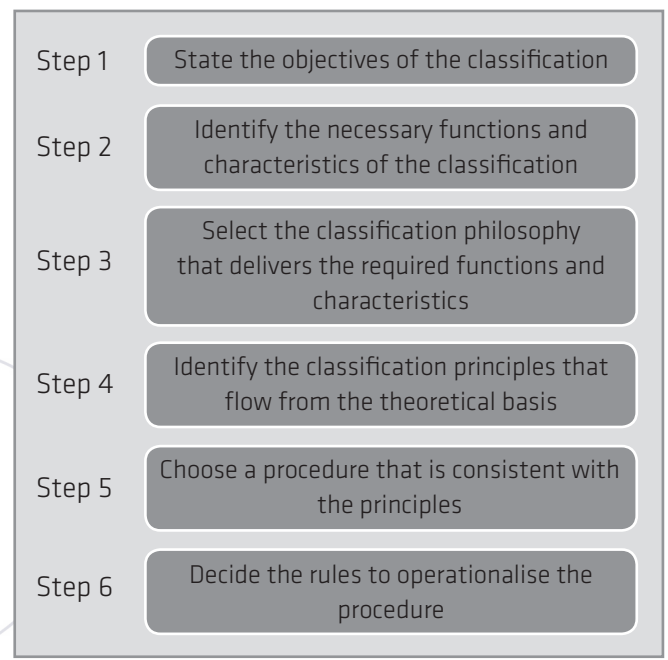 Step 1
State the objectives of the classification
Step 2
Identify the necessary functions and
characteristics of the classification
Step 3
Select the classification philosophy
that delivers the required functions and
characteristics
Step 4
Identify the classification principles that
flow from the theoretical basis
Step 5
Choose a procedure that is consistent with
the principles
Step 6
Decide the rules to operationalise the
procedure